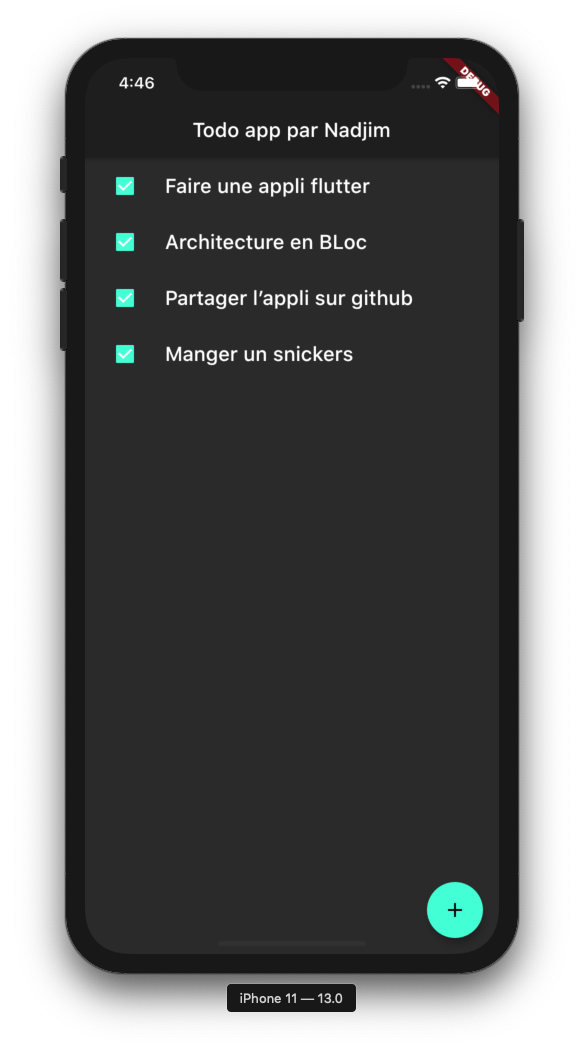 4:46
DEBUG
Todo app par Nadjim
Faire une appli flutter
Architecture en BLoc
Partager l’appli sur github
Manger un snickers
+
iPhone 11 — 13.0